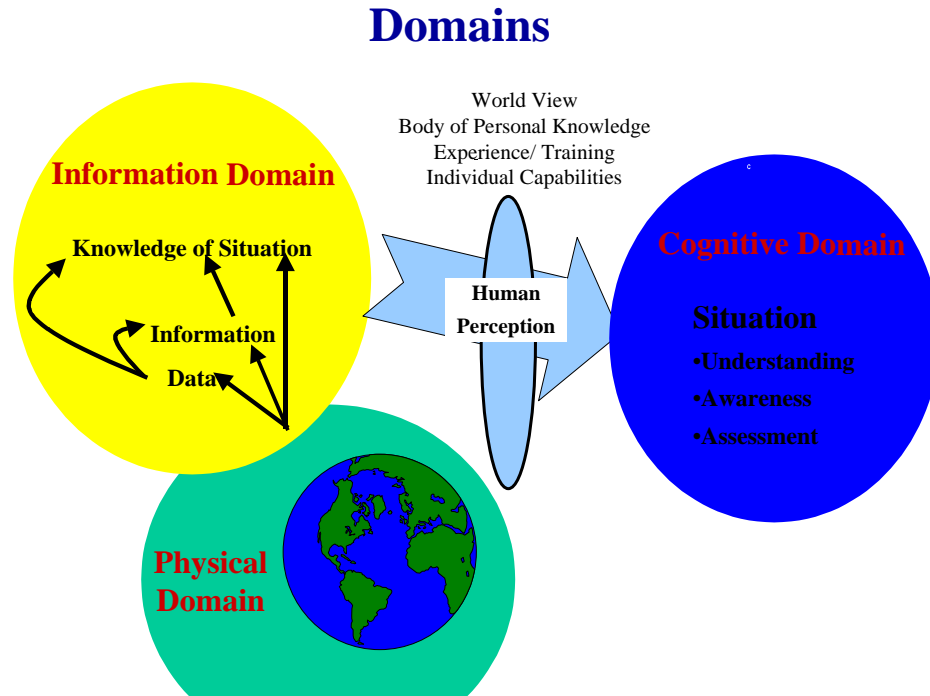 Domains
World View
Body of Personal Knowledge
Experience/ Training
Individual Capabilities
Information Domain
Knowledge of Situation
Information
Data
Human
Perception
c
Cognitive Domain
Situation
•Understanding
•Awareness
•Assessment
Physical
Domain